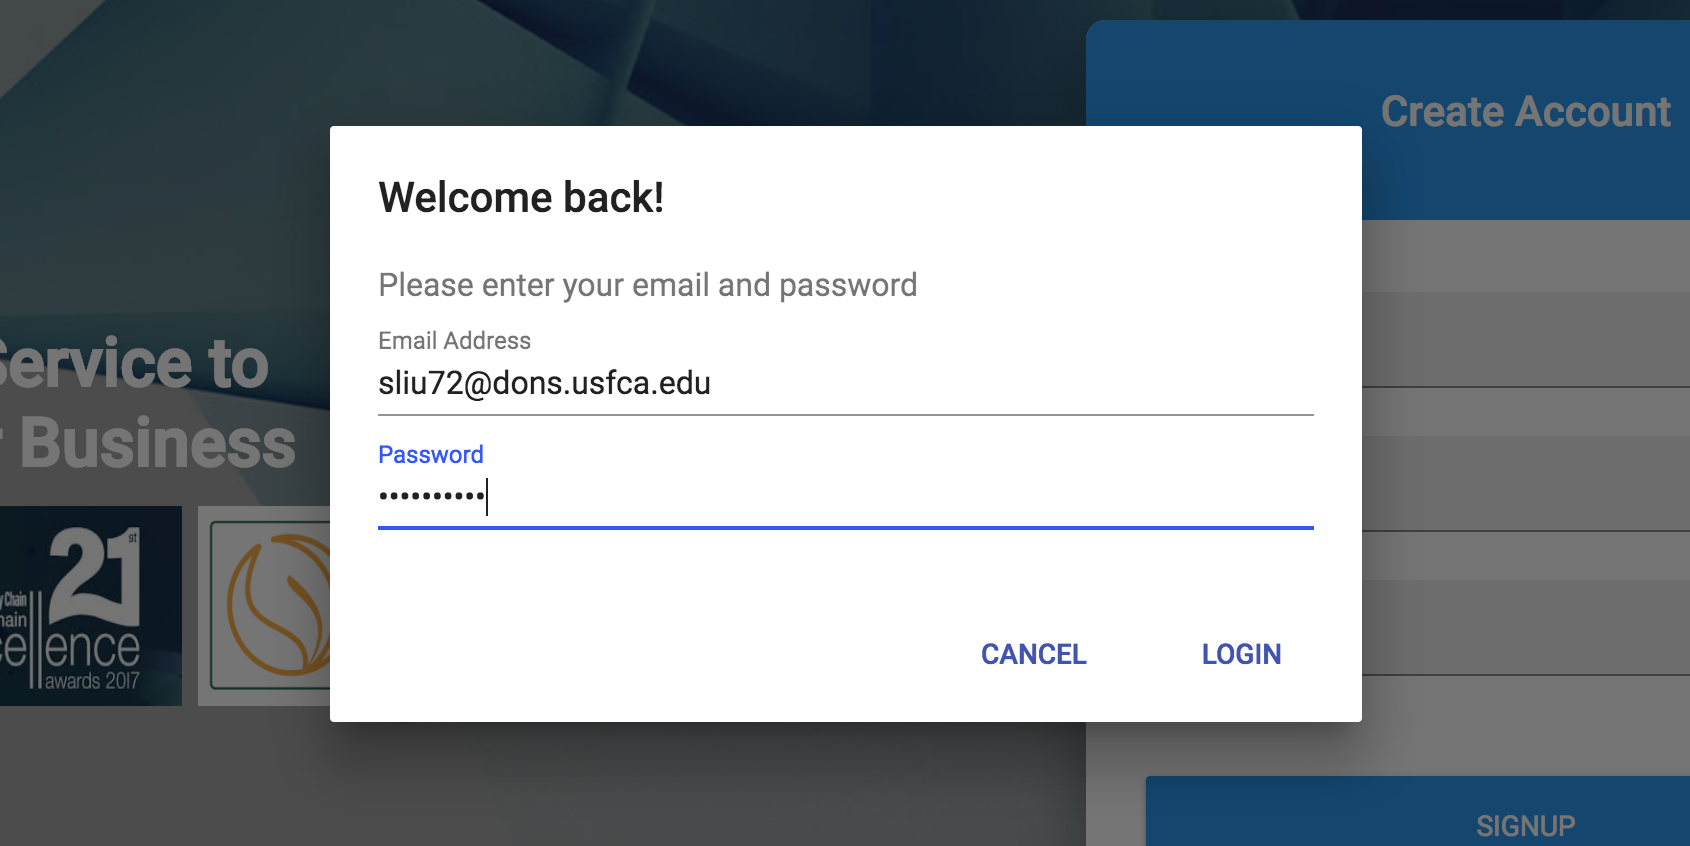 Create Account
Welcome back!
Please enter your email and password
Email Address
sliu72@dons.usfca.edu
Password
••••••••••
CANCEL
LOGIN
Service to
Business
21st
Chain
ellence
awards 2017
SIGNUP